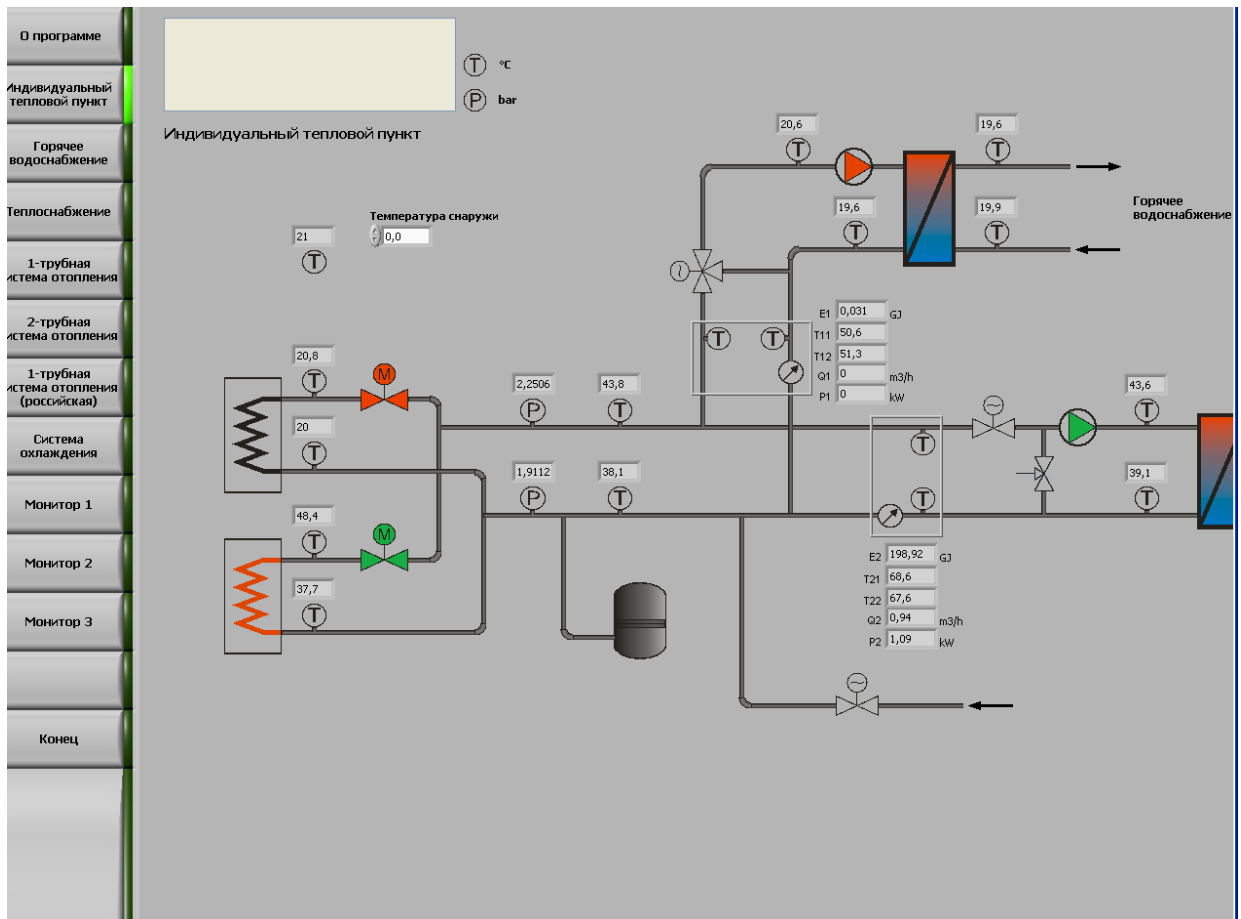 О программе
Индивидуальный
тепловой пункт
Горячее
водоснабжение
Теплоснабжение
1-трубная
истема отопления
2-трубная
истема отопления
1-трубная
истема отопления
(российская)
Система
охлаждения
Монитор 1
Монитор 2
Монитор 3
Конец
T °C
P bar
Индивидуальный тепловой пункт
20,6
T
19,6
T
19,6
T
19,9
T
Горячее
водоснабжение
Температура снаружи
0,0
21
T
~
T
T
E1 0,031 GJ
T11 50,6
T12 51,3
Q1 0 m3/h
P1 0 kW
20,8
T
M
20
T
2,2506
P
43,8
T
1,9112
P
38,1
T
48,4
T
M
37,7
T
~
T
T
43,6
T
39,1
T
E2 198,92 GJ
T21 68,6
T22 67,6
Q2 0,94 m3/h
P2 1,09 kW
~